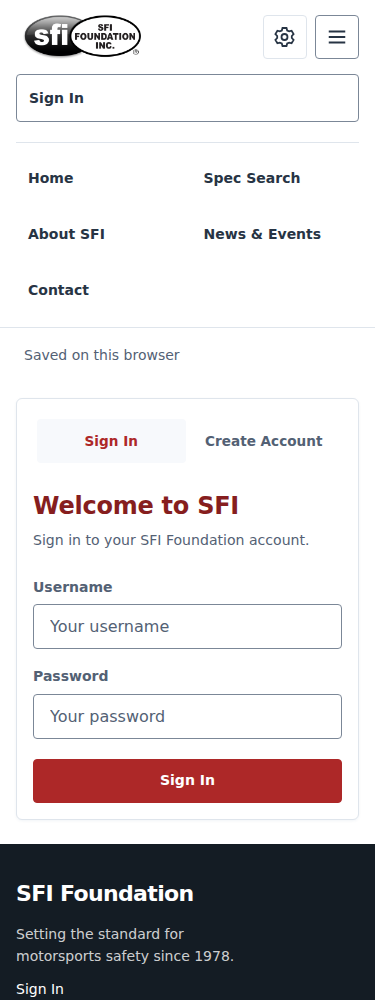 sfi SFI FOUNDATION INC.®
Sign In
Home
Spec Search
About SFI
News & Events
Contact
Saved on this browser
Sign In
Create Account
Welcome to SFI
Sign in to your SFI Foundation account.
Username
Your username
Password
Your password
Sign In
SFI Foundation
Setting the standard for
motorsports safety since 1978.
Sign In